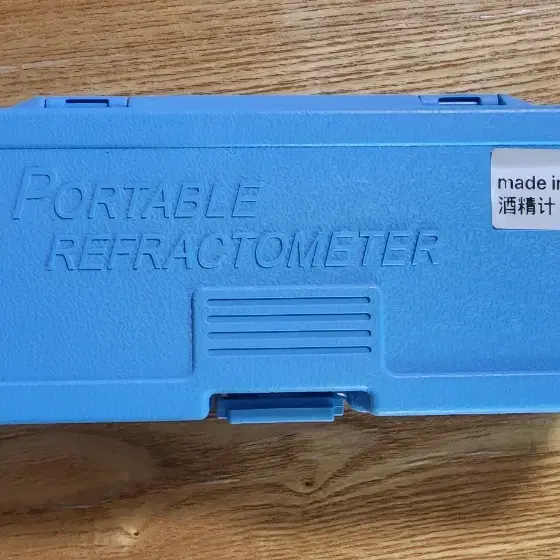 PORTABLE
REFRACTOMETER
made in
酒精计